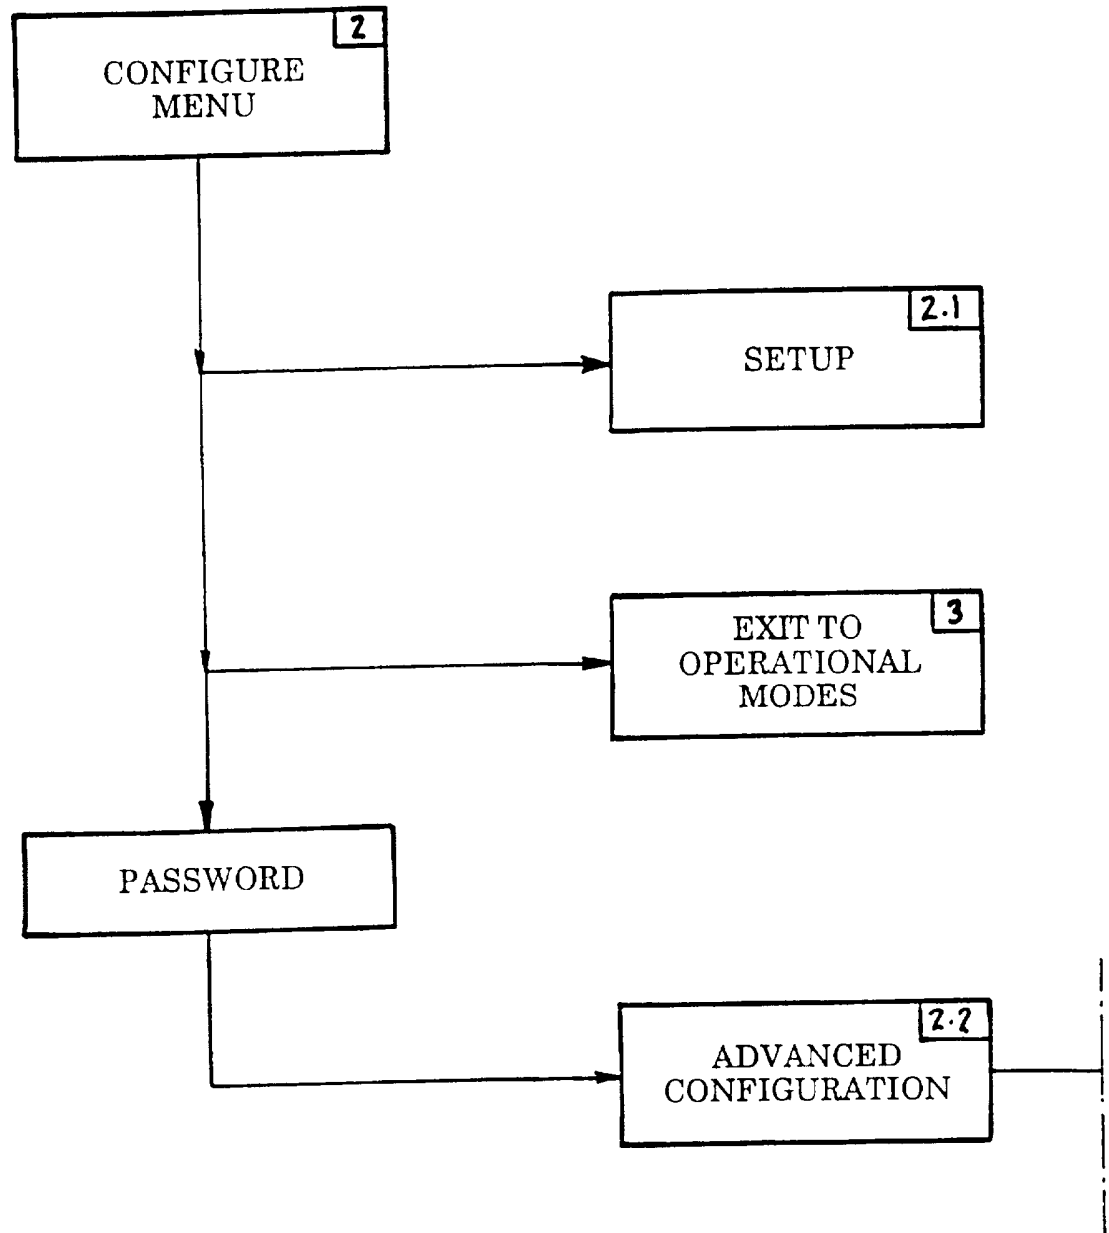 2
CONFIGURE
MENU
2.1
SETUP
3
EXIT TO
OPERATIONAL
MODES
PASSWORD
2.2
ADVANCED
CONFIGURATION